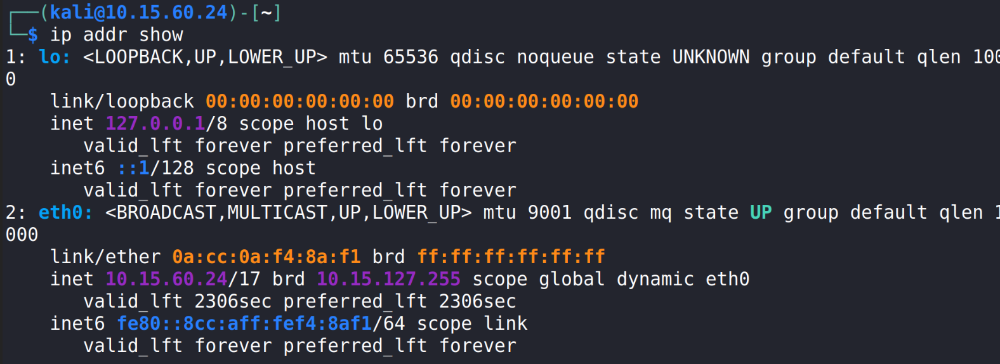 ┌──(kali@10.15.60.24)-[~]
└─$ ip addr show
1: lo: <LOOPBACK,UP,LOWER_UP> mtu 65536 qdisc noqueue state UNKNOWN group default qlen 100
0
    link/loopback 00:00:00:00:00:00 brd 00:00:00:00:00:00
    inet 127.0.0.1/8 scope host lo
       valid_lft forever preferred_lft forever
    inet6 ::1/128 scope host
       valid_lft forever preferred_lft forever
2: eth0: <BROADCAST,MULTICAST,UP,LOWER_UP> mtu 9001 qdisc mq state UP group default qlen 1
000
    link/ether 0a:cc:0a:f4:8a:f1 brd ff:ff:ff:ff:ff:ff
    inet 10.15.60.24/17 brd 10.15.127.255 scope global dynamic eth0
       valid_lft 2306sec preferred_lft 2306sec
    inet6 fe80::8cc:aff:fef4:8af1/64 scope link
       valid_lft forever preferred_lft forever